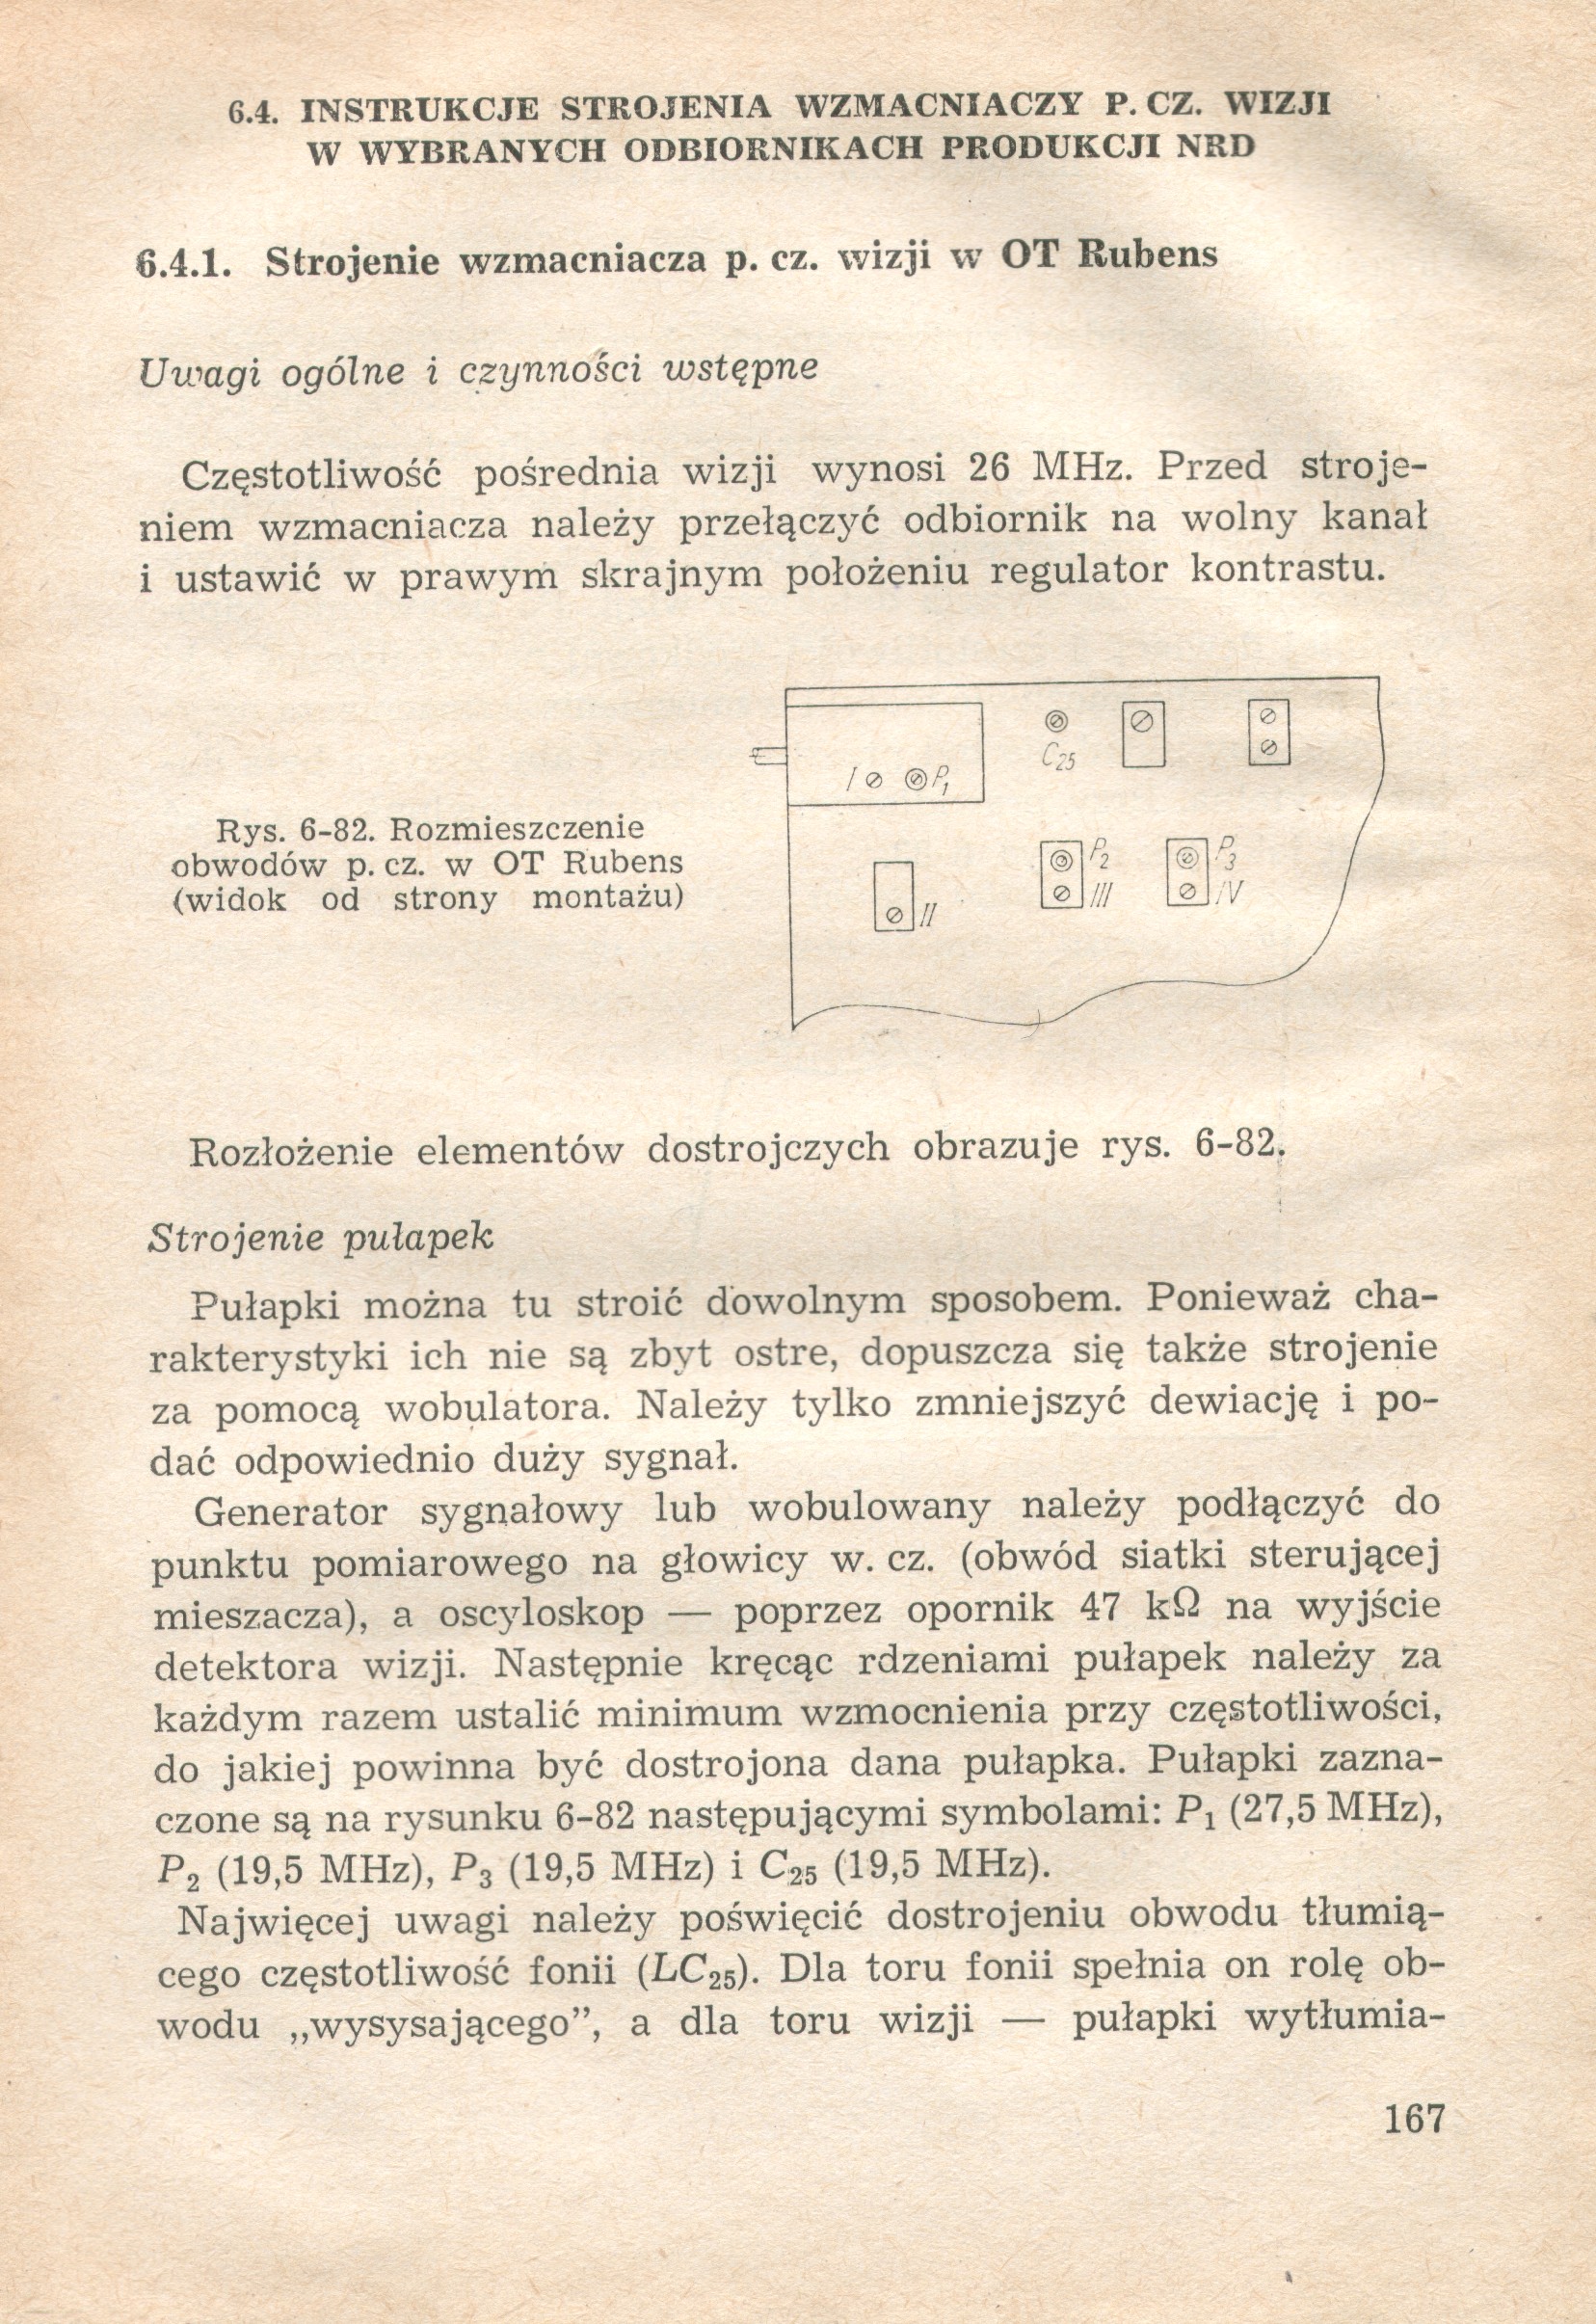 6.4. INSTRUKCJE STROJENIA WZMACNIACZY P. CZ. WIZJI
W WYBRANYCH ODBIORNIKACH PRODUKCJI NRD
6.4.1. Strojenie wzmacniacza p. cz. wizji w OT Rubens
Uwagi ogólne i czynności wstępne
Częstotliwość pośrednia wizji wynosi 26 MHz. Przed stroje-
niem wzmacniacza należy przełączyć odbiornik na wolny kanał
i ustawić w prawym skrajnym położeniu regulator kontrastu.
C₂₅
I P₁
P₂ P₃
II III IV
Rys. 6-82. Rozmieszczenie
obwodów p. cz. w OT Rubens
(widok od strony montażu)
Rozłożenie elementów dostrojczych obrazuje rys. 6-82.
Strojenie pułapek
Pułapki można tu stroić dowolnym sposobem. Ponieważ cha-
rakterystyki ich nie są zbyt ostre, dopuszcza się także strojenie
za pomocą wobulatora. Należy tylko zmniejszyć dewiację i po-
dać odpowiednio duży sygnał.
Generator sygnałowy lub wobulowany należy podłączyć do
punktu pomiarowego na głowicy w. cz. (obwód siatki sterującej
mieszacza), a oscyloskop — poprzez opornik 47 kΩ na wyjście
detektora wizji. Następnie kręcąc rdzeniami pułapek należy za
każdym razem ustalić minimum wzmocnienia przy częstotliwości,
do jakiej powinna być dostrojona dana pułapka. Pułapki zazna-
czone są na rysunku 6-82 następującymi symbolami: P₁ (27,5 MHz),
P₂ (19,5 MHz), P₃ (19,5 MHz) i C₂₅ (19,5 MHz).
Najwięcej uwagi należy poświęcić dostrojeniu obwodu tłumią-
cego częstotliwość fonii (LC₂₅). Dla toru fonii spełnia on rolę ob-
wodu „wysysającego”, a dla toru wizji — pułapki wytłumia-
167